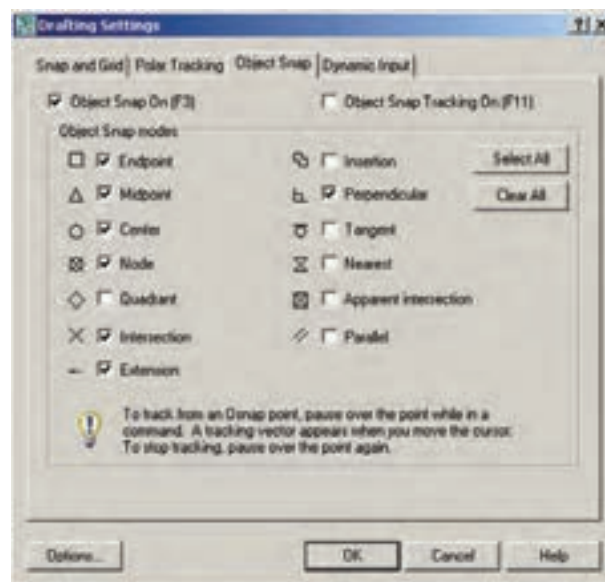 Drafting Settings
Snap and Grid Polar Tracking Object Snap Dynamic Input
Object Snap On (F3) Object Snap Tracking On (F11)
Object Snap modes
Endpoint Insertion Select All
Midpoint Perpendicular Clear All
Center Tangent
Node Nearest
Quadrant Apparent intersection
Intersection Parallel
Extension
To track from an Osnap point, pause over the point while in a
command. A tracking vector appears when you move the cursor.
To stop tracking, pause over the point again.
Options... OK Cancel Help